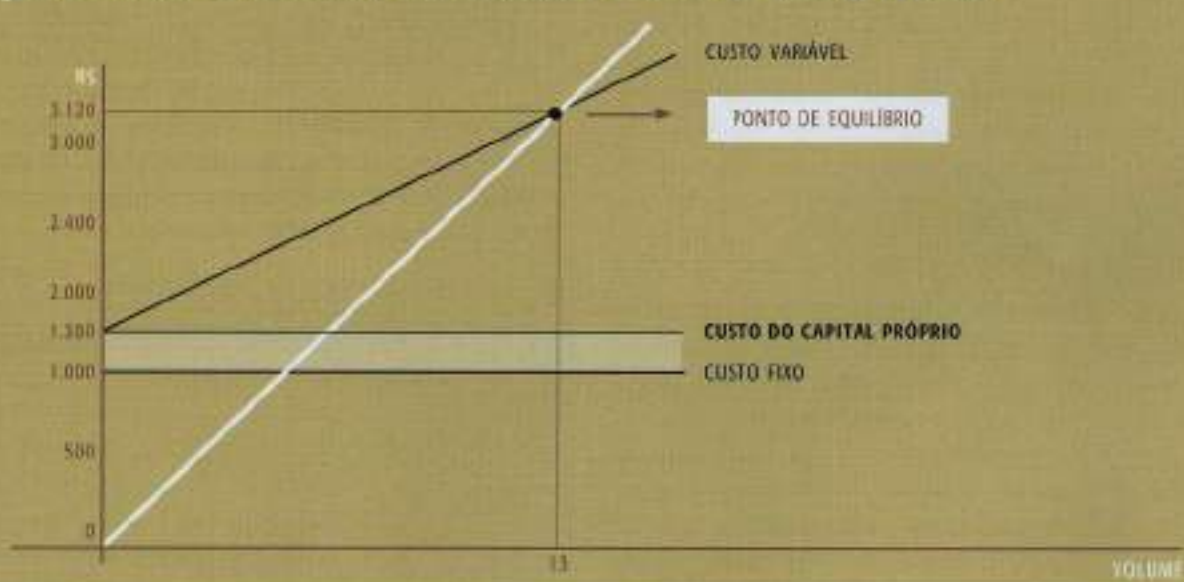 CUSTO VARIÁVEL
R$
3.120
PONTO DE EQUILÍBRIO
3.000
2.400
2.000
1.300
CUSTO DO CAPITAL PRÓPRIO
1.000
CUSTO FIXO
500
0
13
VOLUME